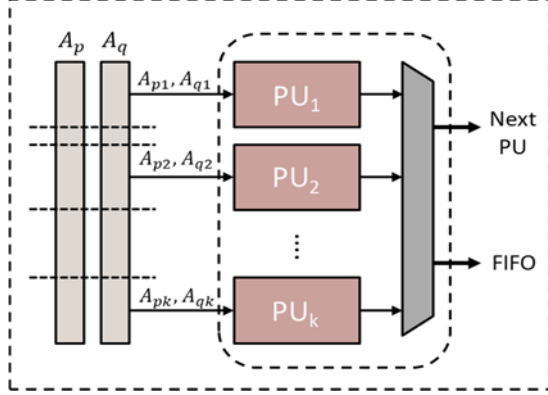 A_p A_q
A_p1, A_q1
PU_1
Next
PU
A_p2, A_q2
PU_2
FIFO
A_pk, A_qk
PU_k